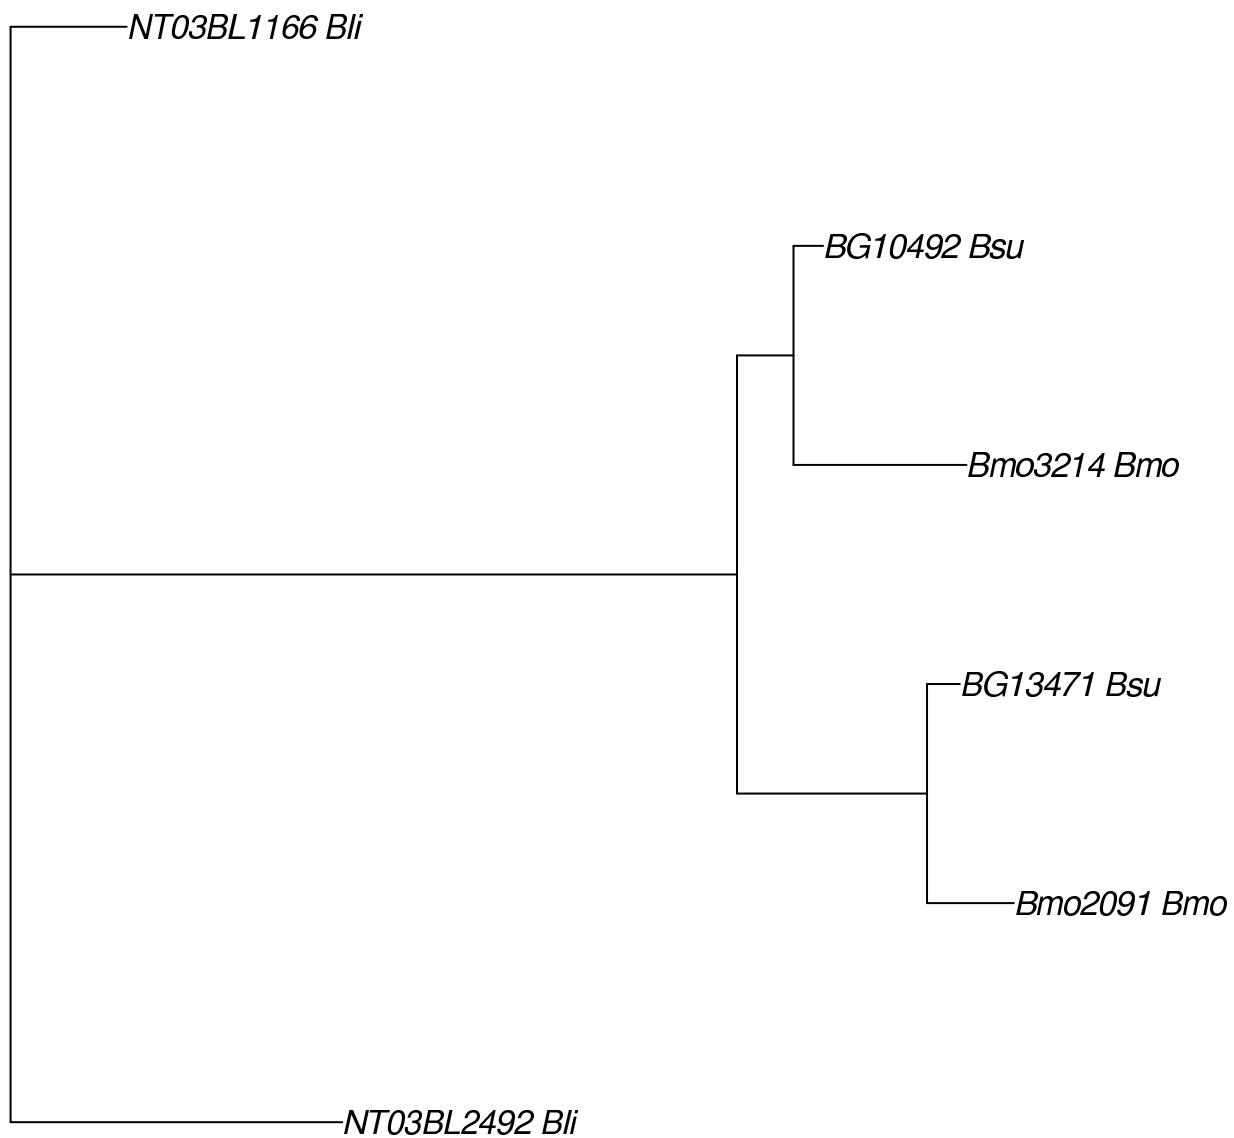 NT03BL1166 Bli
BG10492 Bsu
Bmo3214 Bmo
BG13471 Bsu
Bmo2091 Bmo
NT03BL2492 Bli